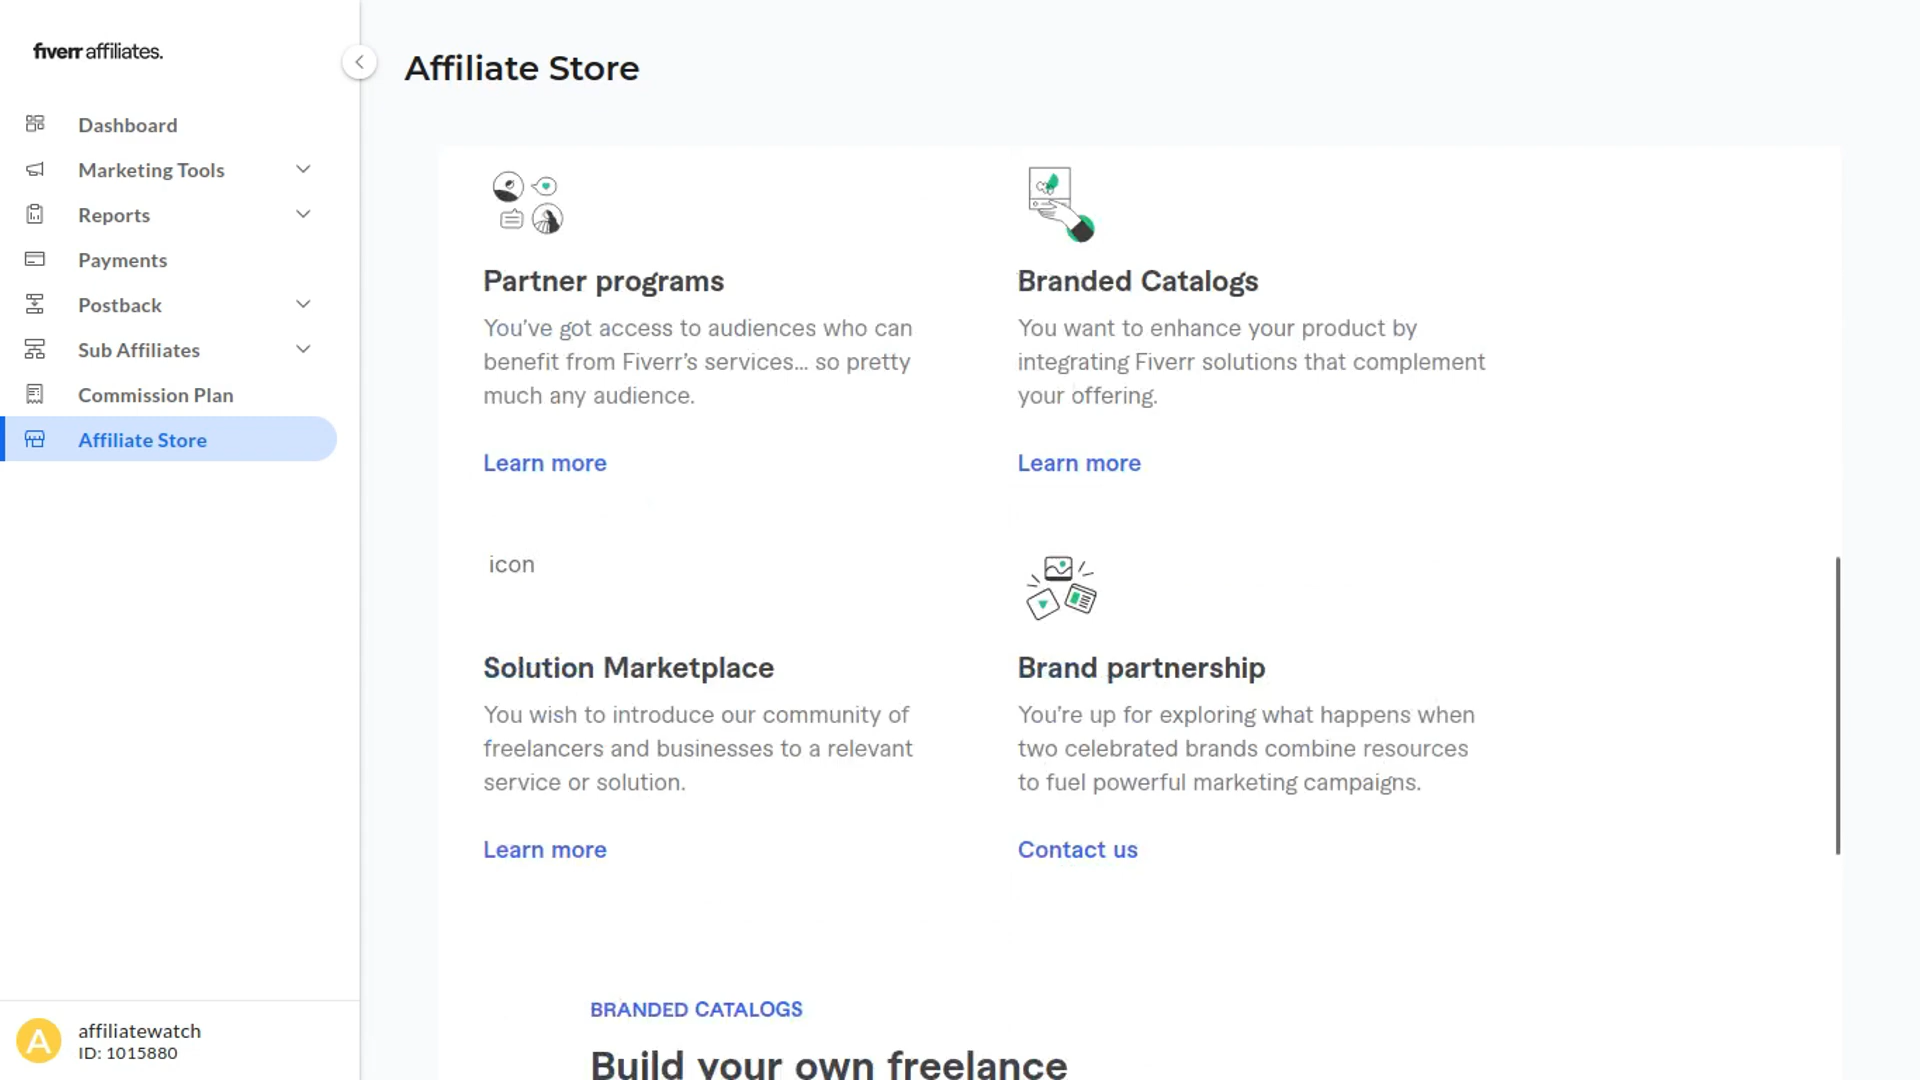 fiverr affiliates.
Dashboard
Marketing Tools
Reports
Payments
Postback
Sub Affiliates
Commission Plan
Affiliate Store
A
affiliatewatch
ID: 1015880
Affiliate Store
Partner programs
You’ve got access to audiences who can
benefit from Fiverr’s services... so pretty
much any audience.
Learn more
Branded Catalogs
You want to enhance your product by
integrating Fiverr solutions that complement
your offering.
Learn more
icon
Solution Marketplace
You wish to introduce our community of
freelancers and businesses to a relevant
service or solution.
Learn more
Brand partnership
You’re up for exploring what happens when
two celebrated brands combine resources
to fuel powerful marketing campaigns.
Contact us
BRANDED CATALOGS
Build your own freelance